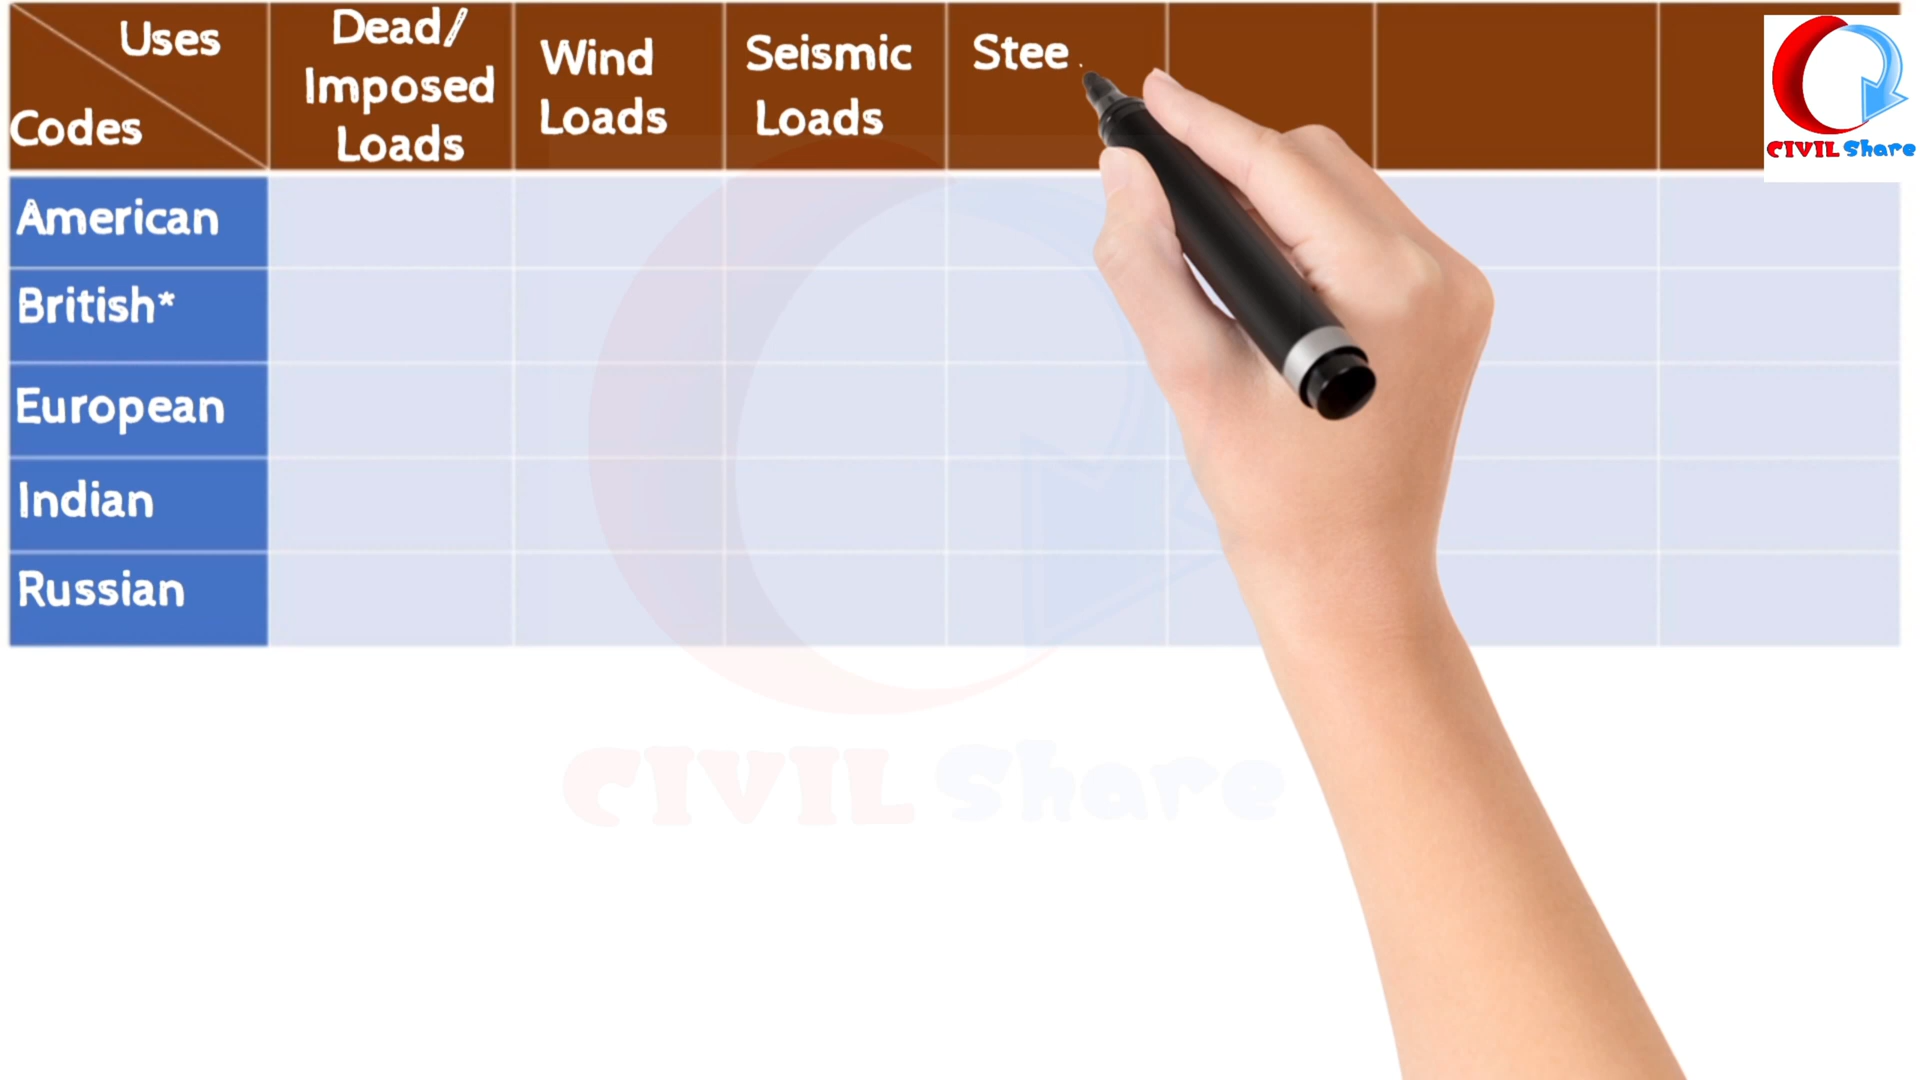 Uses
Codes
Dead/
Imposed
Loads
Wind
Loads
Seismic
Loads
Stee
CIVIL Share
American
British*
European
Indian
Russian
CIVIL Share